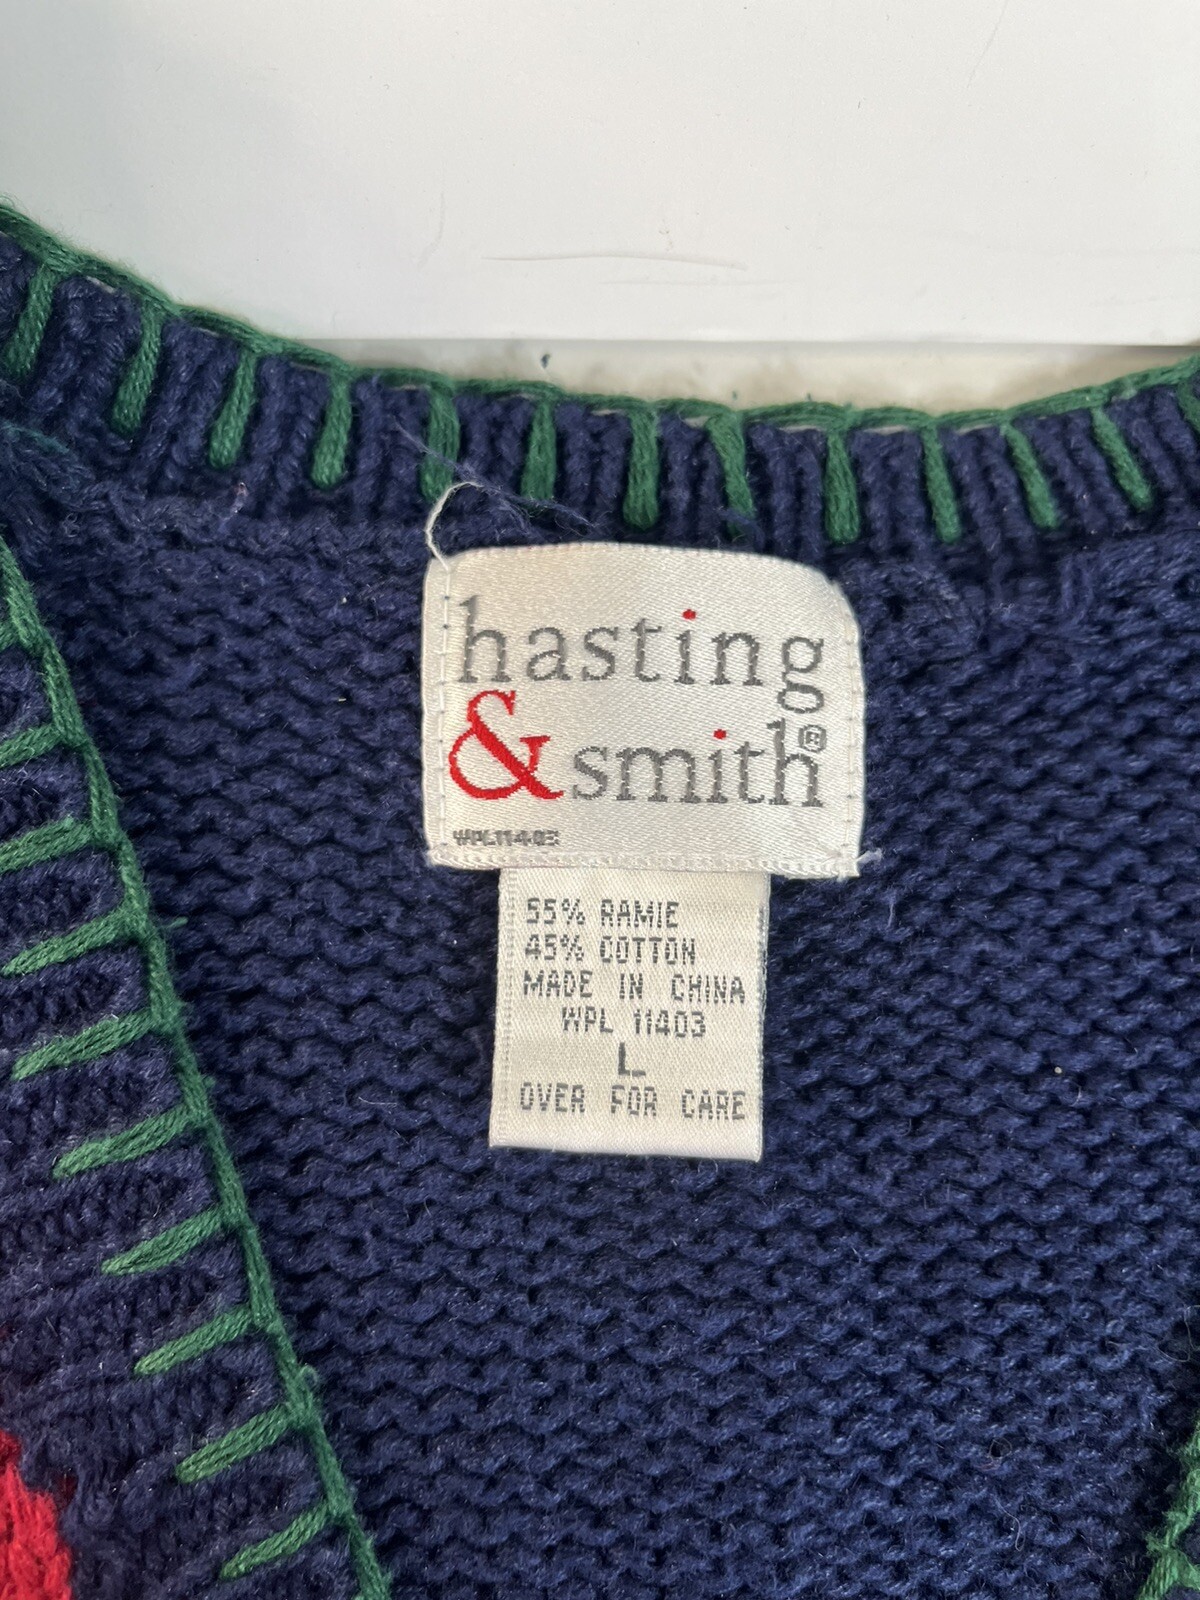 hasting
& smith®
WPL11403
55% RAMIE
45% COTTON
MADE IN CHINA
WPL 11403
L
OVER FOR CARE